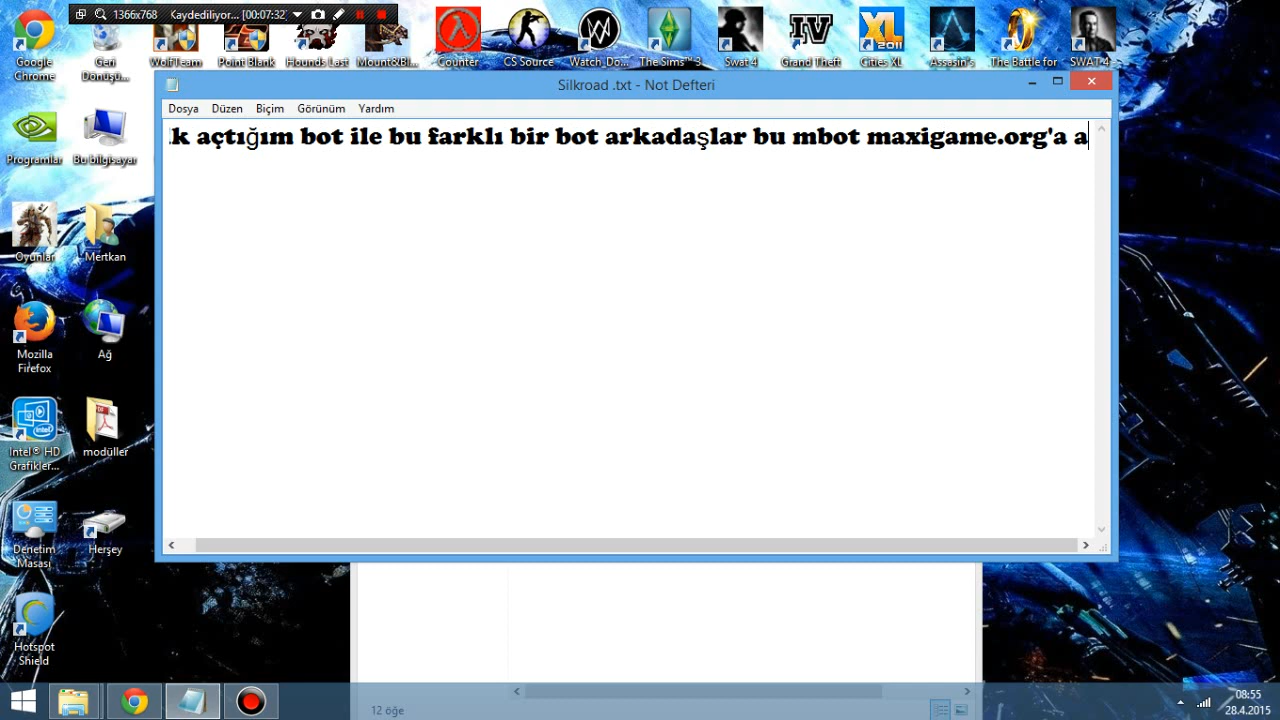 1366x768 Kaydediliyor... [00:07:32]
Google Chrome
Geri Dönüşü...
WolfTeam
Point Blank
Hounds Last
Mount&Bl...
Counter
CS Source
Watch_Do...
The Sims™ 3
Swat 4
Grand Theft
Cities XL
Assasin's
The Battle for
SWAT 4
IV
XL
2011
Silkroad .txt - Not Defteri
Dosya Düzen Biçim Görünüm Yardım
k açtığım bot ile bu farklı bir bot arkadaşlar bu mbot maxigame.org'a a
Programlar
Bu bilgisayar
Oyunlar
Mertkan
Mozilla Firefox
Ağ
Intel® HD Grafikler...
modüller
Denetim Masası
Herşey
Hotspot Shield
12 öğe
08:55
28.4.2015